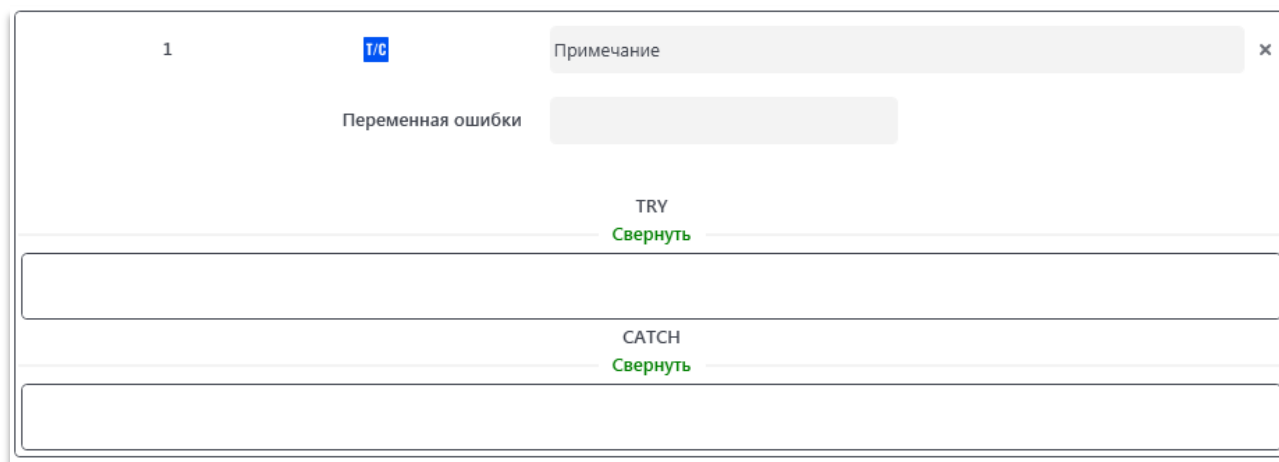 1 T/C Примечание ×
Переменная ошибки
TRY
Свернуть
CATCH
Свернуть